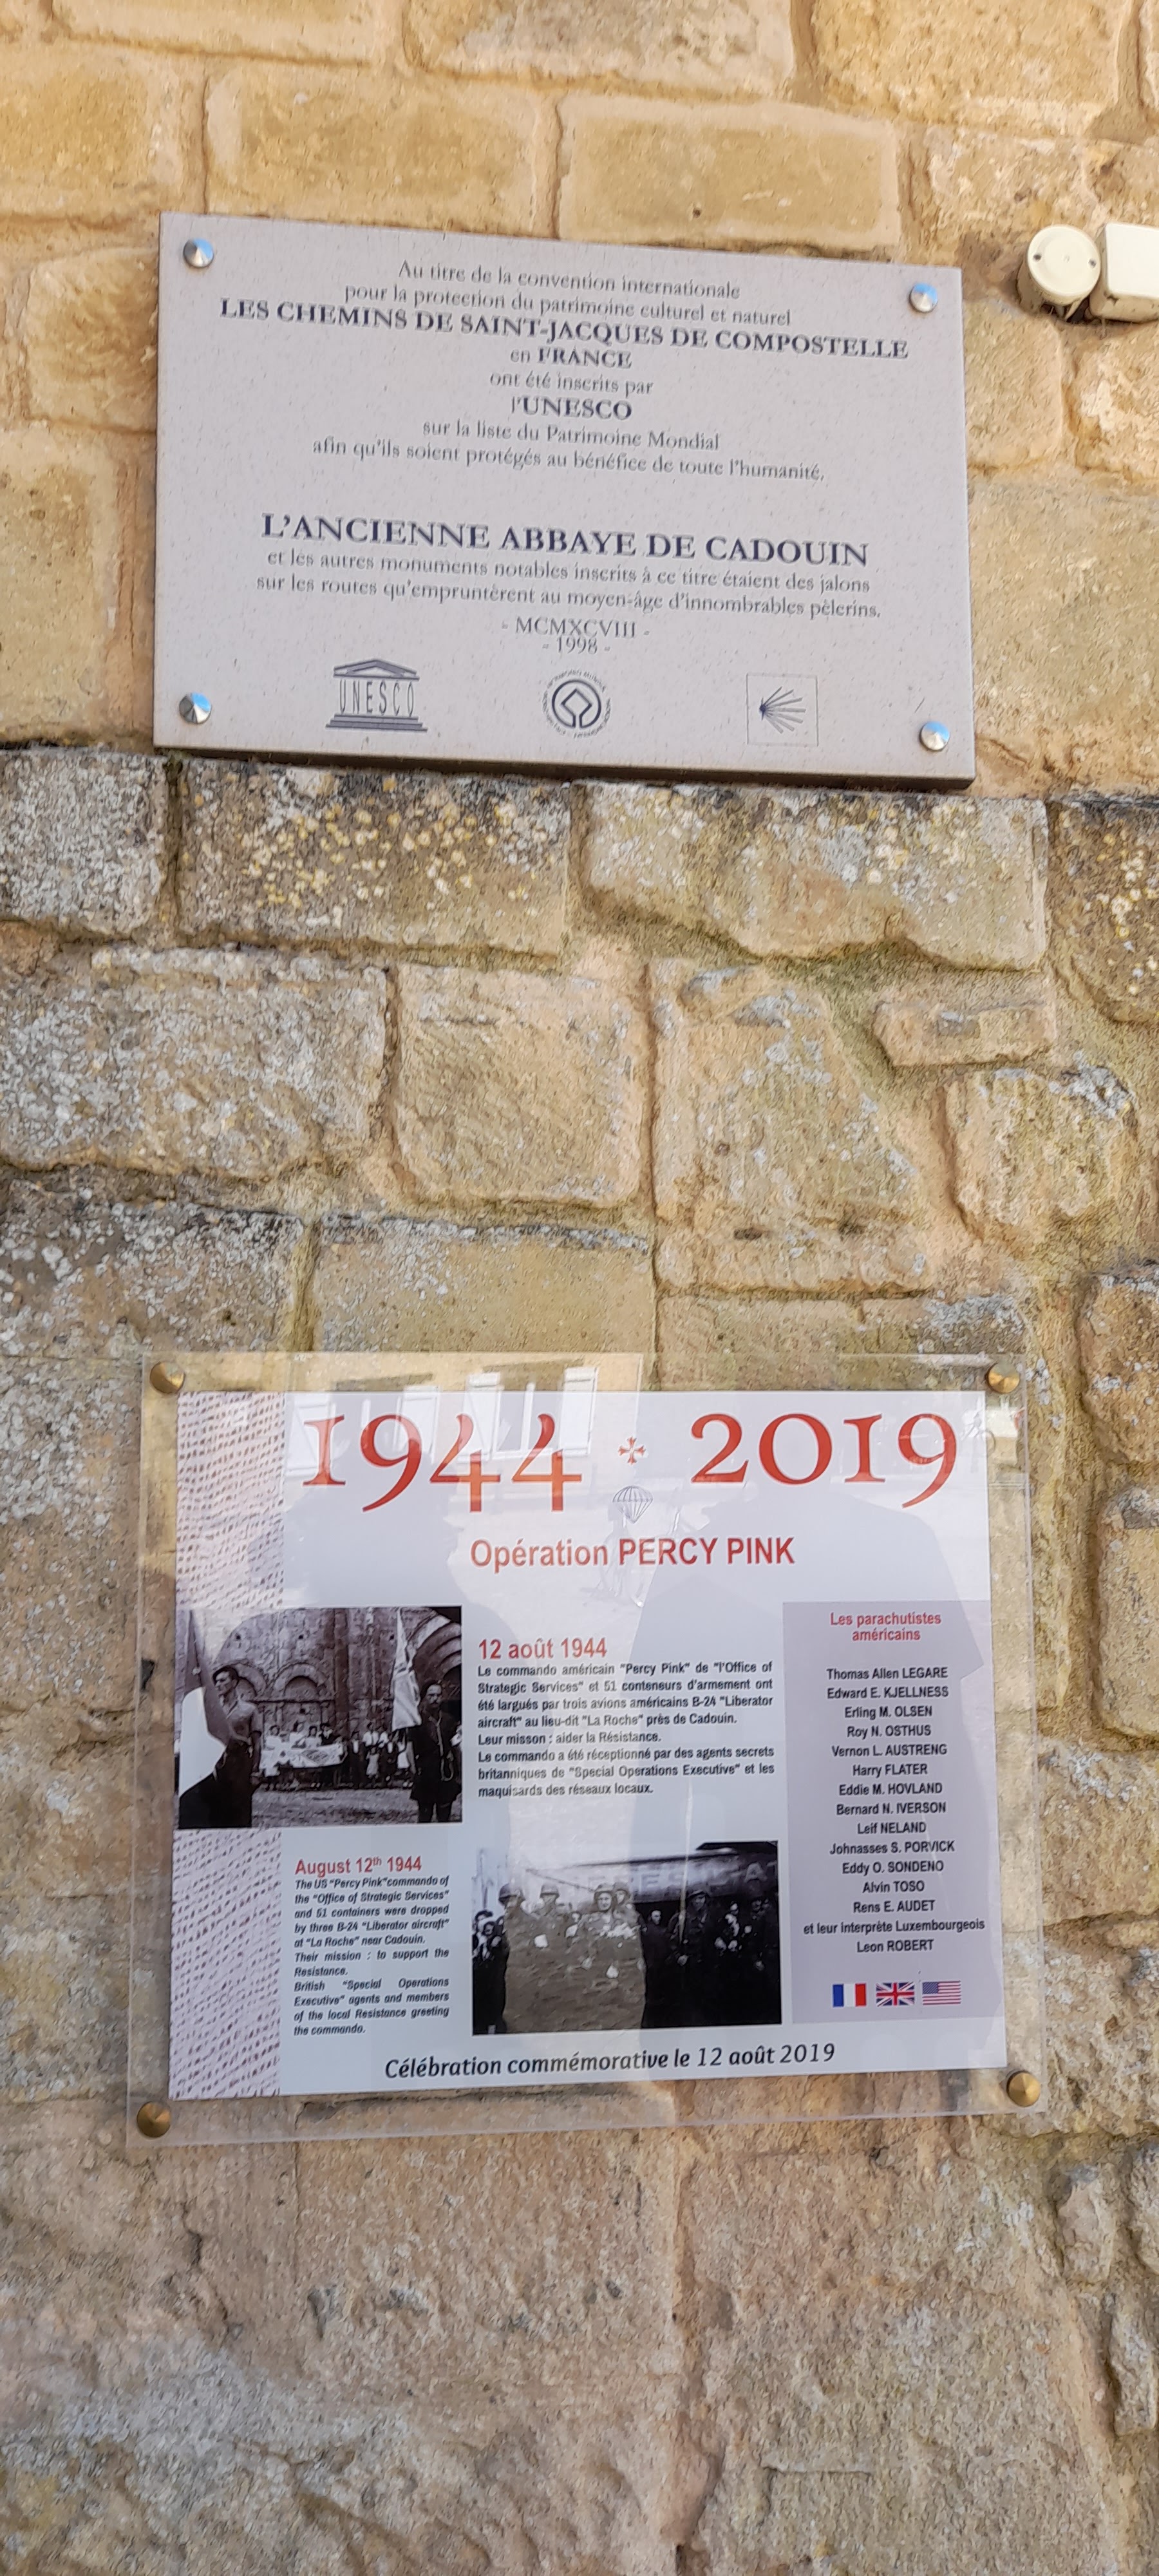 Au titre de la convention internationale
pour la protection du patrimoine culturel et naturel
LES CHEMINS DE SAINT-JACQUES DE COMPOSTELLE
en FRANCE
ont été inscrits par
l'UNESCO
sur la liste du Patrimoine Mondial
afin qu'ils soient protégés au bénéfice de toute l'humanité.
L'ANCIENNE ABBAYE DE CADOUIN
et les autres monuments notables inscrits à ce titre étaient des jalons
sur les routes qu'empruntèrent au moyen-âge d'innombrables pèlerins.
- MCMXCVIII -
- 1998 -
UNESCO
1944 2019
Opération PERCY PINK
12 août 1944
Le commando américain "Percy Pink" de "l'Office of
Strategic Services" et 51 conteneurs d'armement ont
été largués par trois avions américains B-24 "Liberator
aircraft" au lieu-dit "La Roche" près de Cadouin.
Leur misson : aider la Résistance.
Le commando a été réceptionné par des agents secrets
britanniques de "Special Operations Executive" et les
maquisards des réseaux locaux.
August 12th 1944
The US "Percy Pink"commando of
the "Office of Strategic Services"
and 51 containers were dropped
by three B-24 "Liberator aircraft"
at "La Roche" near Cadouin.
Their mission : to support the
Resistance.
British "Special Operations
Executive" agents and members
of the local Resistance greeting
the commando.
Les parachutistes
américains
Thomas Allen LEGARE
Edward E. KJELLNESS
Erling M. OLSEN
Roy N. OSTHUS
Vernon L. AUSTRENG
Harry FLATER
Eddie M. HOVLAND
Bernard N. IVERSON
Leif NELAND
Johnasses S. PORVICK
Eddy O. SONDENO
Alvin TOSO
Rens E. AUDET
et leur interprète Luxembourgeois
Leon ROBERT
Célébration commémorative le 12 août 2019